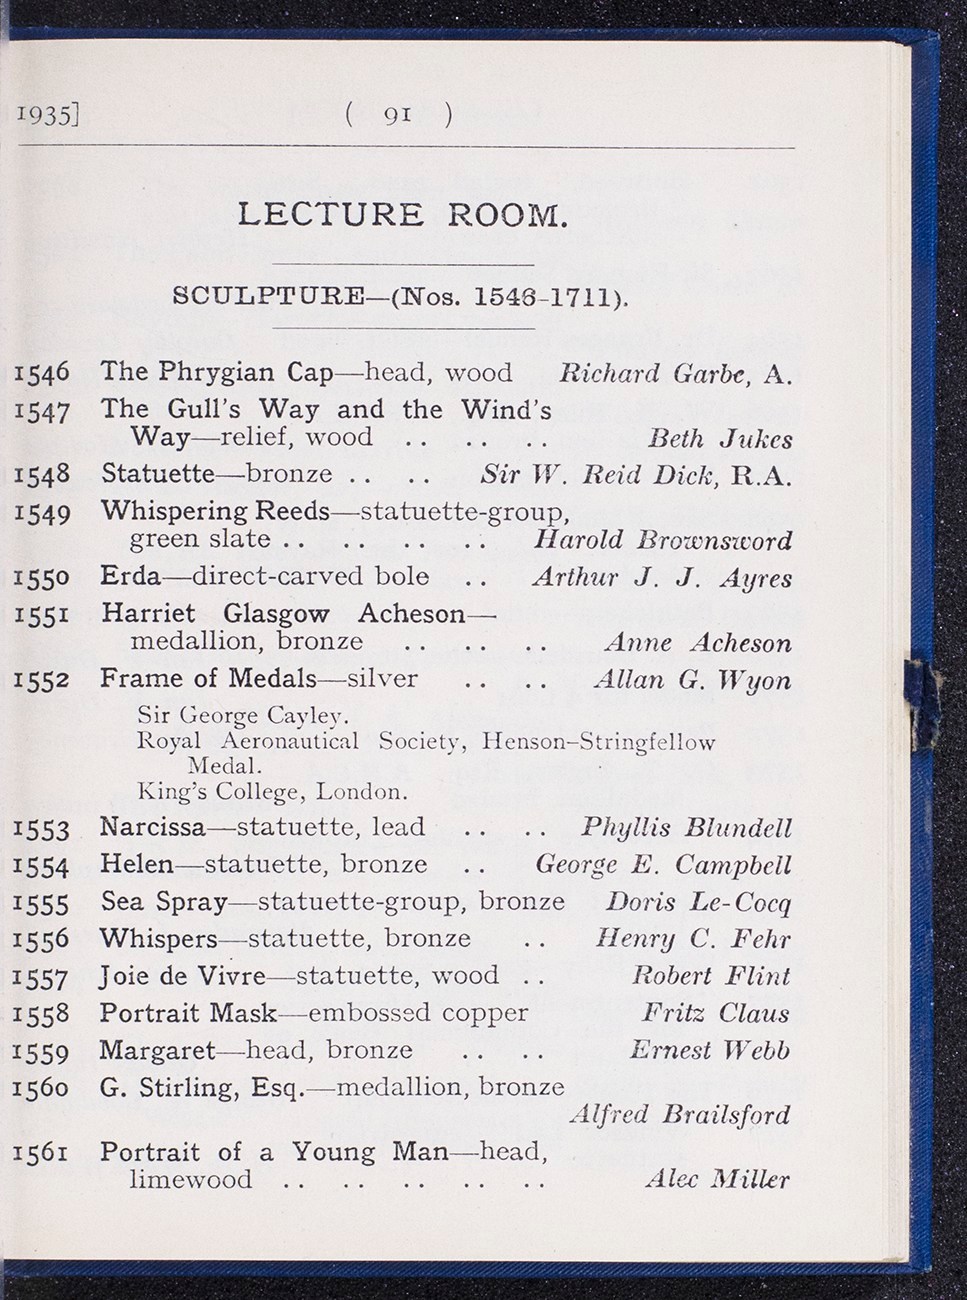 1935] ( 91 )
LECTURE ROOM.
SCULPTURE—(Nos. 1546-1711).
1546 The Phrygian Cap—head, wood Richard Garbe, A.
1547 The Gull's Way and the Wind's
Way—relief, wood .. .. .. Beth Jukes
1548 Statuette—bronze .. .. Sir W. Reid Dick, R.A.
1549 Whispering Reeds—statuette-group,
green slate .. .. .. .. Harold Brownsword
1550 Erda—direct-carved bole .. Arthur J. J. Ayres
1551 Harriet Glasgow Acheson—
medallion, bronze .. .. .. Anne Acheson
1552 Frame of Medals—silver .. .. Allan G. Wyon
Sir George Cayley.
Royal Aeronautical Society, Henson-Stringfellow
Medal.
King's College, London.
1553 Narcissa—statuette, lead .. .. Phyllis Blundell
1554 Helen—statuette, bronze .. George E. Campbell
1555 Sea Spray—statuette-group, bronze Doris Le-Cocq
1556 Whispers—statuette, bronze .. Henry C. Fehr
1557 Joie de Vivre—statuette, wood .. Robert Flint
1558 Portrait Mask—embossed copper Fritz Claus
1559 Margaret—head, bronze .. .. Ernest Webb
1560 G. Stirling, Esq.—medallion, bronze
Alfred Brailsford
1561 Portrait of a Young Man—head,
limewood .. .. .. .. .. Alec Miller